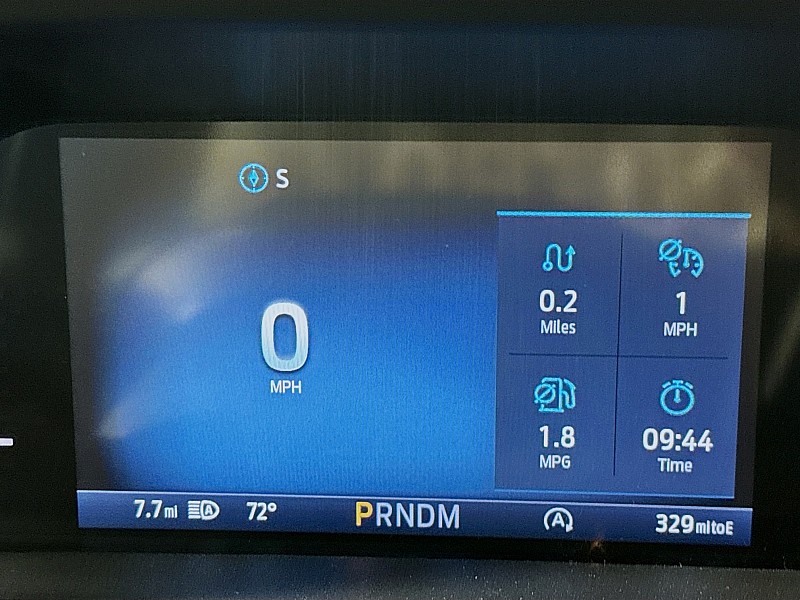 S
0
MPH
0.2
Miles
1
MPH
1.8
MPG
09:44
Time
7.7mi A 72° PRNDM A 329mitoE